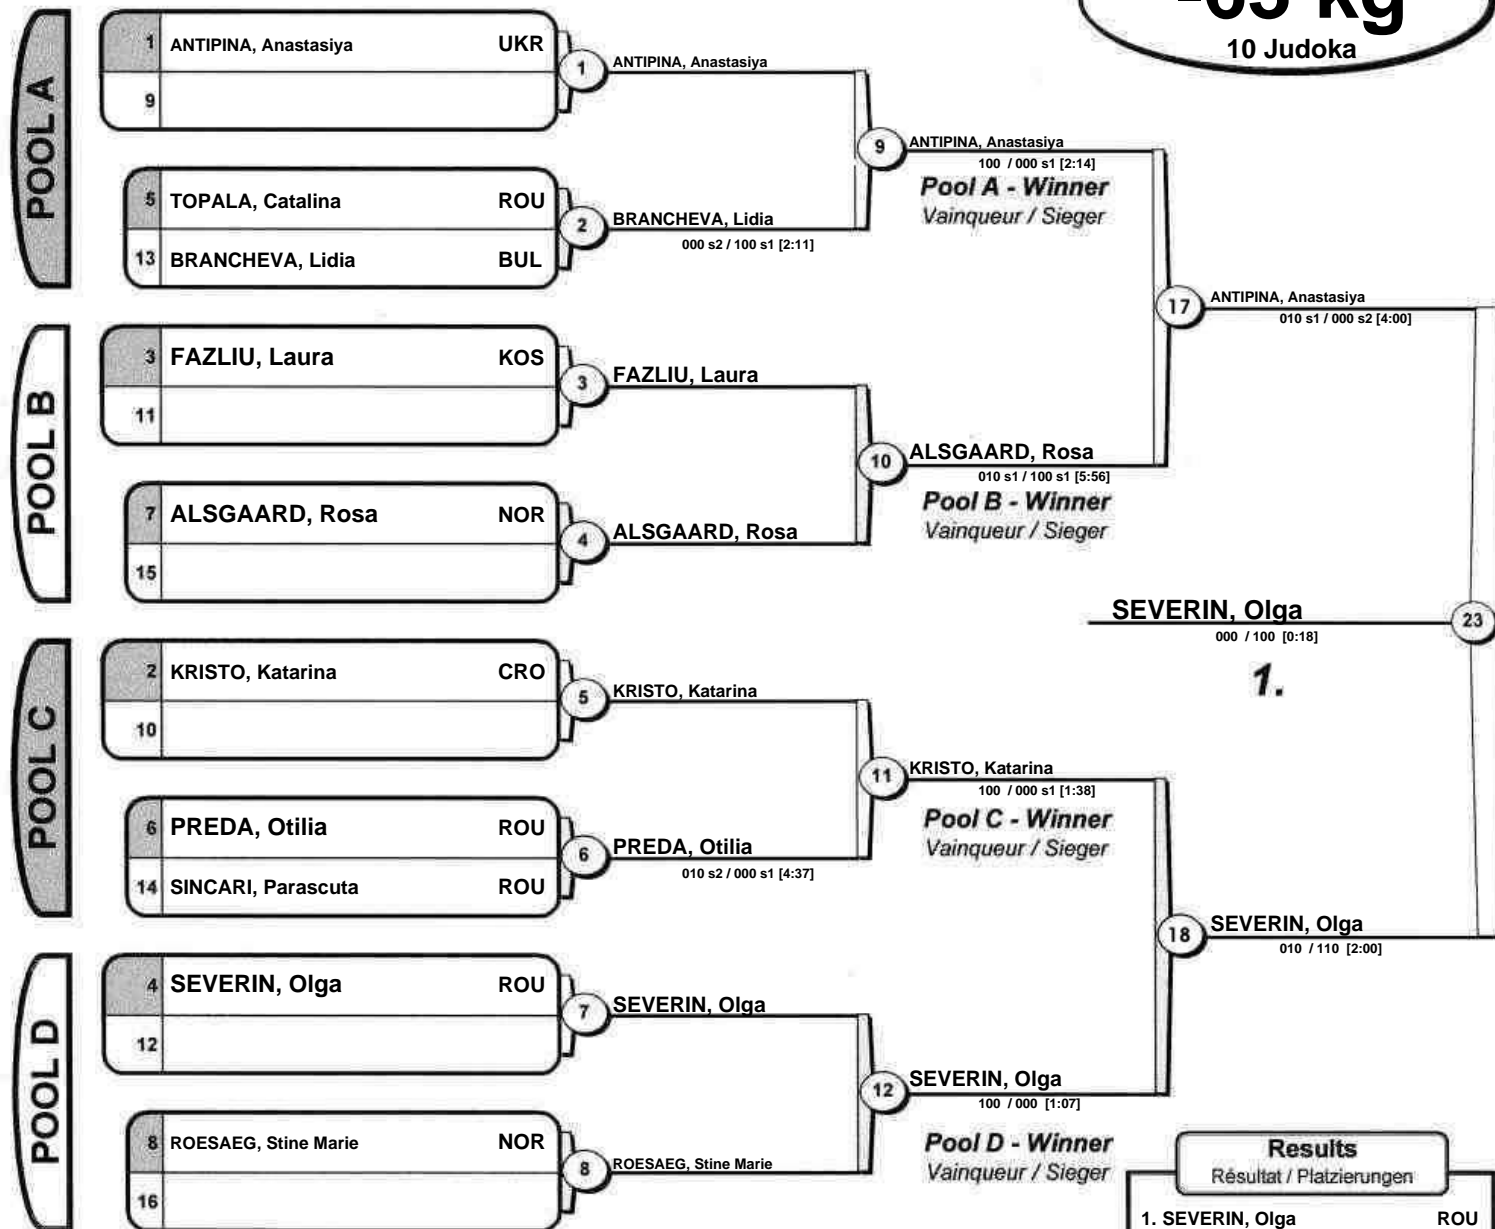 -63 kg
10 Judoka
POOL A
1 ANTIPINA, Anastasiya UKR
9
1 ANTIPINA, Anastasiya
5 TOPALA, Catalina ROU
13 BRANCHEVA, Lidia BUL
2 BRANCHEVA, Lidia
000 s2 / 100 s1 [2:11]
9 ANTIPINA, Anastasiya
100 / 000 s1 [2:14]
Pool A - Winner
Vainqueur / Sieger
POOL B
3 FAZLIU, Laura KOS
11
3 FAZLIU, Laura
7 ALSGAARD, Rosa NOR
15
4 ALSGAARD, Rosa
10 ALSGAARD, Rosa
010 s1 / 100 s1 [5:56]
Pool B - Winner
Vainqueur / Sieger
17 ANTIPINA, Anastasiya
010 s1 / 000 s2 [4:00]
SEVERIN, Olga 23
000 / 100 [0:18]
1.
POOL C
2 KRISTO, Katarina CRO
10
5 KRISTO, Katarina
6 PREDA, Otilia ROU
14 SINCARI, Parascuta ROU
6 PREDA, Otilia
010 s2 / 000 s1 [4:37]
11 KRISTO, Katarina
100 / 000 s1 [1:38]
Pool C - Winner
Vainqueur / Sieger
POOL D
4 SEVERIN, Olga ROU
12
7 SEVERIN, Olga
8 ROESAEG, Stine Marie NOR
16
8 ROESAEG, Stine Marie
12 SEVERIN, Olga
100 / 000 [1:07]
Pool D - Winner
Vainqueur / Sieger
18 SEVERIN, Olga
010 / 110 [2:00]
Results
Résultat / Platzierungen
1. SEVERIN, Olga ROU